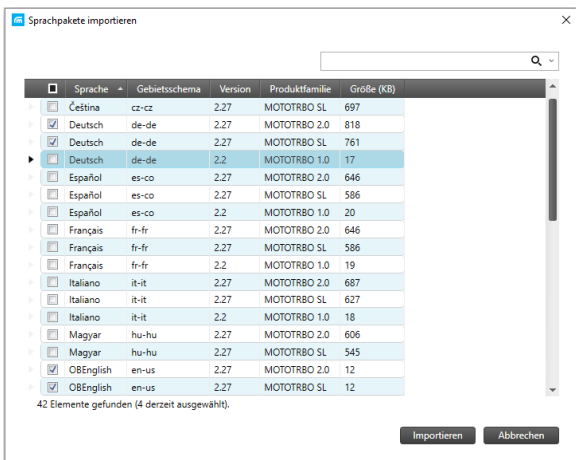 Sprachpakete importieren
Sprache Gebietsschema Version Produktfamilie Größe (KB)
Čeština cz-cz 2.27 MOTOTRBO SL 697
Deutsch de-de 2.27 MOTOTRBO 2.0 818
Deutsch de-de 2.27 MOTOTRBO SL 761
Deutsch de-de 2.2 MOTOTRBO 1.0 17
Español es-co 2.27 MOTOTRBO 2.0 646
Español es-co 2.27 MOTOTRBO SL 586
Español es-co 2.2 MOTOTRBO 1.0 20
Français fr-fr 2.27 MOTOTRBO 2.0 646
Français fr-fr 2.27 MOTOTRBO SL 586
Français fr-fr 2.2 MOTOTRBO 1.0 19
Italiano it-it 2.27 MOTOTRBO 2.0 687
Italiano it-it 2.27 MOTOTRBO SL 627
Italiano it-it 2.2 MOTOTRBO 1.0 18
Magyar hu-hu 2.27 MOTOTRBO 2.0 606
Magyar hu-hu 2.27 MOTOTRBO SL 545
OBEnglish en-us 2.27 MOTOTRBO 2.0 12
OBEnglish en-us 2.27 MOTOTRBO SL 12
42 Elemente gefunden (4 derzeit ausgewählt).
Importieren Abbrechen